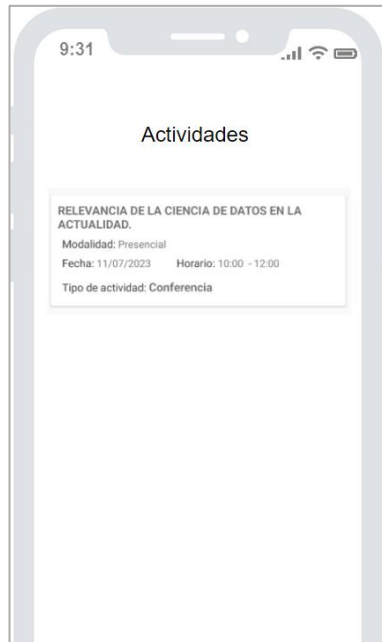 9:31
Actividades
RELEVANCIA DE LA CIENCIA DE DATOS EN LA
ACTUALIDAD.
Modalidad: Presencial
Fecha: 11/07/2023 Horario: 10:00 - 12:00
Tipo de actividad: Conferencia